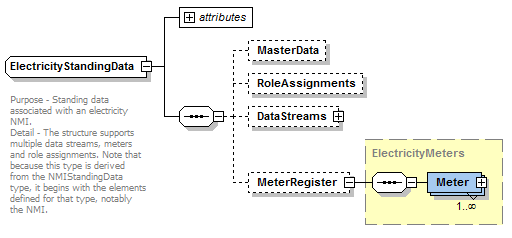 attributes
ElectricityStandingData
MasterData
RoleAssignments
DataStreams
MeterRegister
ElectricityMeters
Meter
1..∞
Purpose - Standing data
associated with an electricity
NMI.
Detail - The structure supports
multiple data streams, meters
and role assignments. Note that
because this type is derived
from the NMIStandingData
type, it begins with the elements
defined for that type, notably
the NMI.